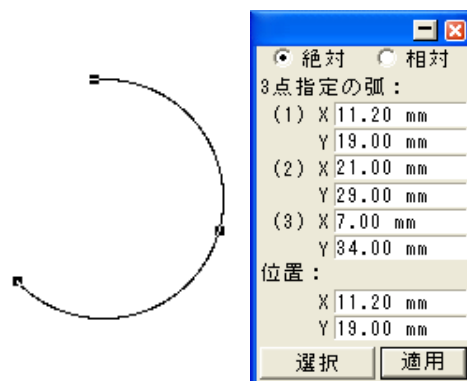 絶対 相対
3点指定の弧：
(1) X 11.20 mm
Y 19.00 mm
(2) X 21.00 mm
Y 29.00 mm
(3) X 7.00 mm
Y 34.00 mm
位置：
X 11.20 mm
Y 19.00 mm
選択 適用